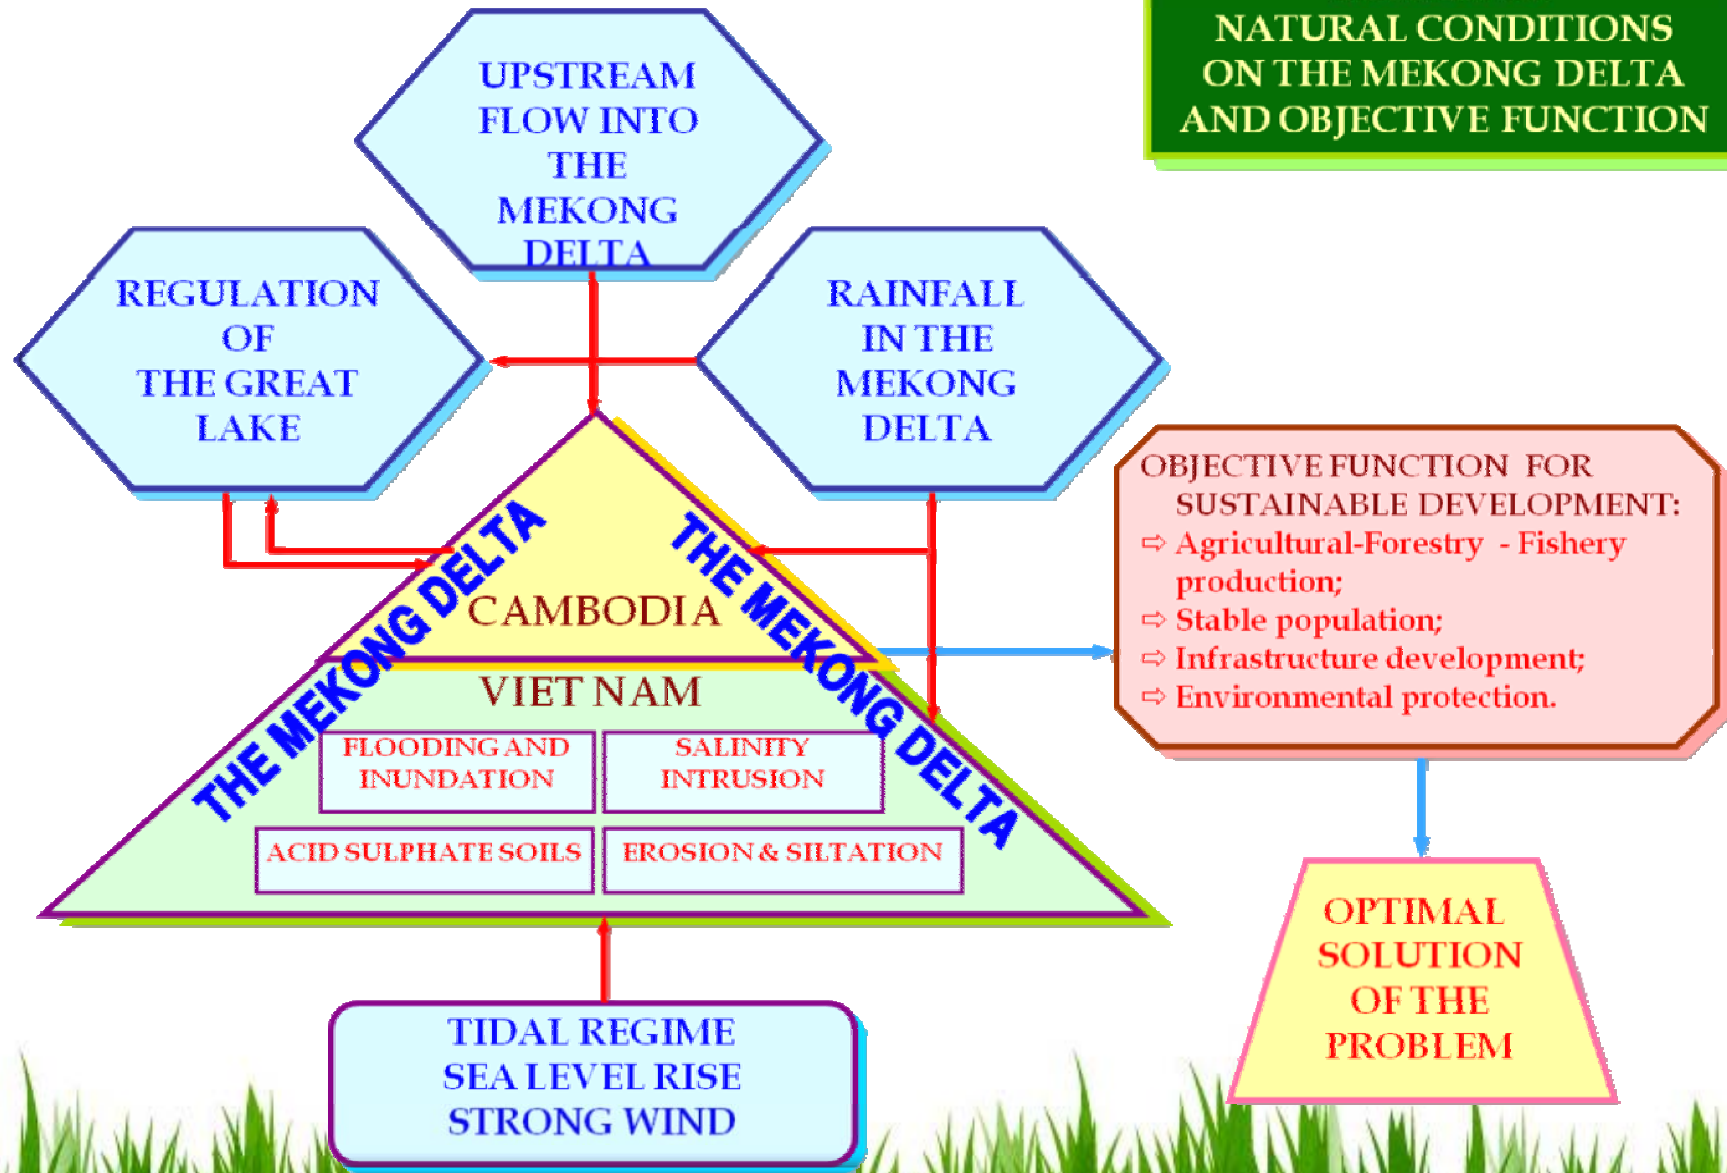 NATURAL CONDITIONS
ON THE MEKONG DELTA
AND OBJECTIVE FUNCTION
UPSTREAM
FLOW INTO
THE
MEKONG
DELTA
REGULATION
OF
THE GREAT
LAKE
RAINFALL
IN THE
MEKONG
DELTA
OBJECTIVE FUNCTION FOR
SUSTAINABLE DEVELOPMENT:
⇨ Agricultural-Forestry - Fishery
production;
⇨ Stable population;
⇨ Infrastructure development;
⇨ Environmental protection.
THE MEKONG DELTA
THE MEKONG DELTA
CAMBODIA
VIET NAM
FLOODING AND
INUNDATION
SALINITY
INTRUSION
ACID SULPHATE SOILS
EROSION & SILTATION
TIDAL REGIME
SEA LEVEL RISE
STRONG WIND
OPTIMAL
SOLUTION
OF THE
PROBLEM